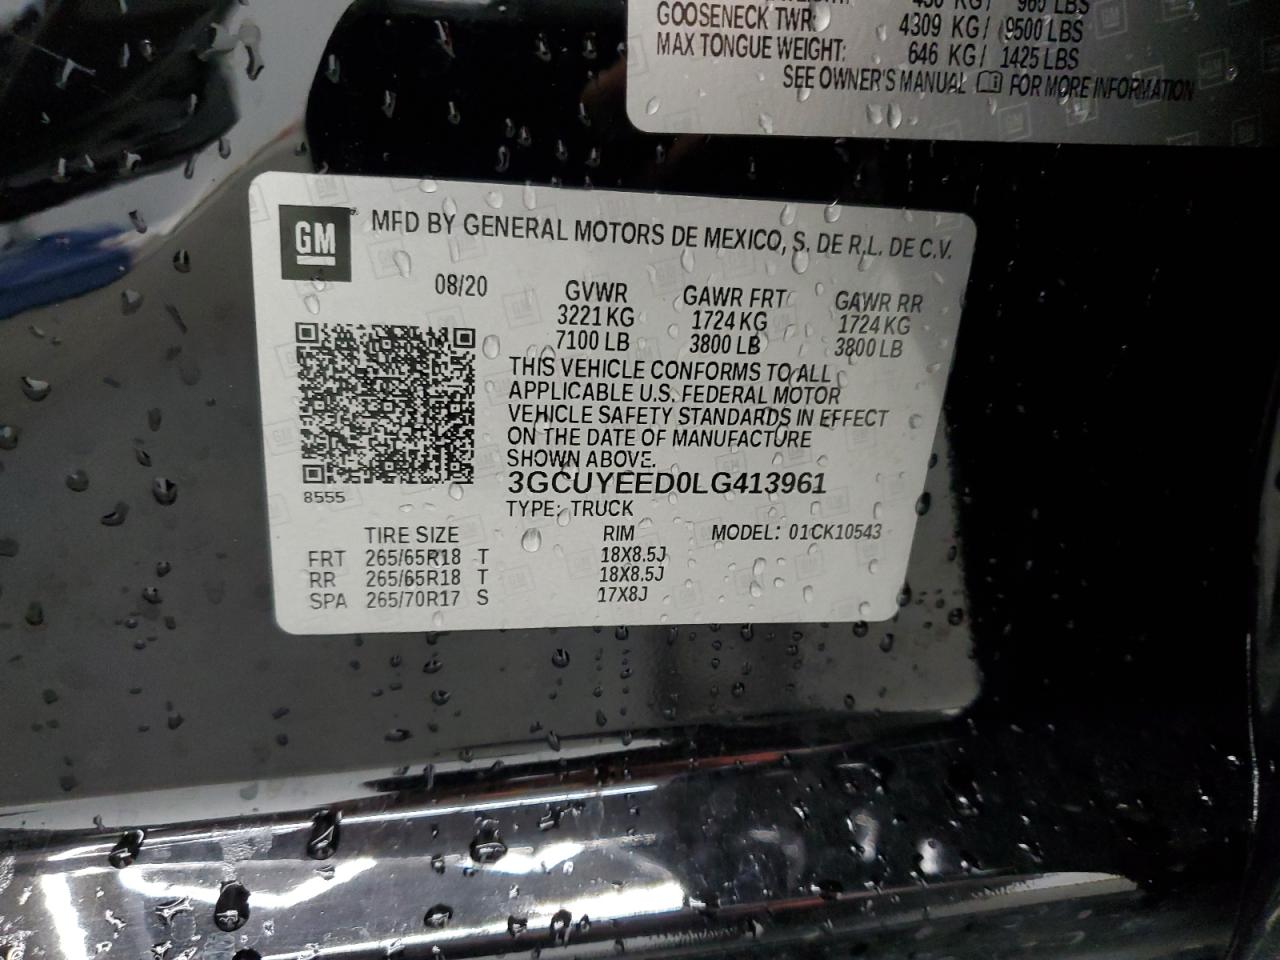 GOOSENECK TWR: 4309 KG/ 9500 LBS
MAX TONGUE WEIGHT: 646 KG/ 1425 LBS
SEE OWNER'S MANUAL FOR MORE INFORMATION
GM MFD BY GENERAL MOTORS DE MEXICO, S. DE R.L. DE C.V.
08/20 GVWR GAWR FRT GAWR RR
3221 KG 1724 KG 1724 KG
7100 LB 3800 LB 3800 LB
THIS VEHICLE CONFORMS TO ALL
APPLICABLE U.S. FEDERAL MOTOR
VEHICLE SAFETY STANDARDS IN EFFECT
ON THE DATE OF MANUFACTURE
SHOWN ABOVE.
3GCUYEED0LG413961
8555 TYPE: TRUCK
TIRE SIZE RIM MODEL: 01CK10543
FRT 265/65R18 T 18X8.5J
RR 265/65R18 T 18X8.5J
SPA 265/70R17 S 17X8J